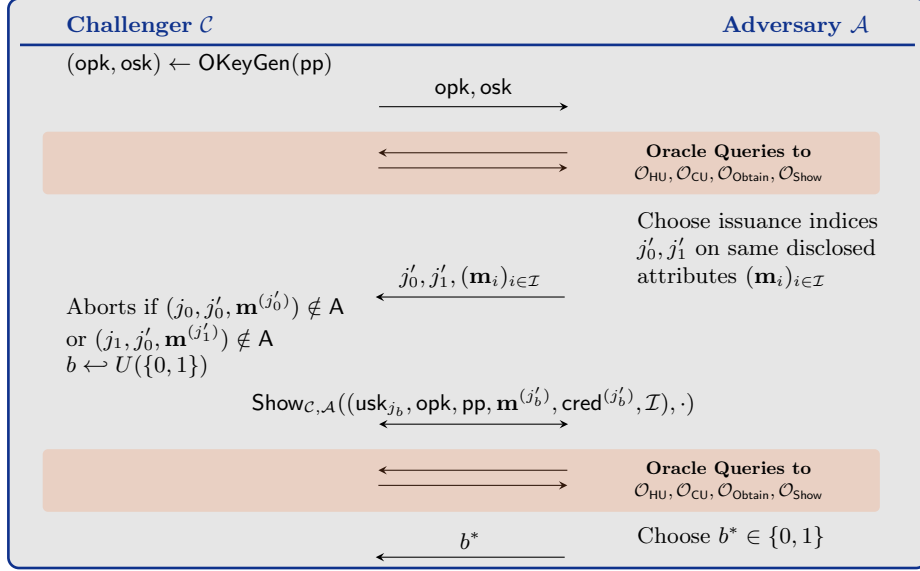 Challenger 𝒞 Adversary 𝒜
(opk, osk) ← OKeyGen(pp)
opk, osk
Oracle Queries to
𝒪_HU, 𝒪_CU, 𝒪_Obtain, 𝒪_Show
Choose issuance indices
j′_0, j′_1 on same disclosed
attributes (𝐦_i)_{i∈ℐ}
j′_0, j′_1, (𝐦_i)_{i∈ℐ}
Aborts if (j_0, j′_0, 𝐦^{(j′_0)}) ∉ A
or (j_1, j′_0, 𝐦^{(j′_1)}) ∉ A
b ↩ U({0, 1})
Show_{𝒞,𝒜}((usk_{j_b}, opk, pp, 𝐦^{(j′_b)}, cred^{(j′_b)}, ℐ), ·)
Oracle Queries to
𝒪_HU, 𝒪_CU, 𝒪_Obtain, 𝒪_Show
Choose b* ∈ {0, 1}
b*